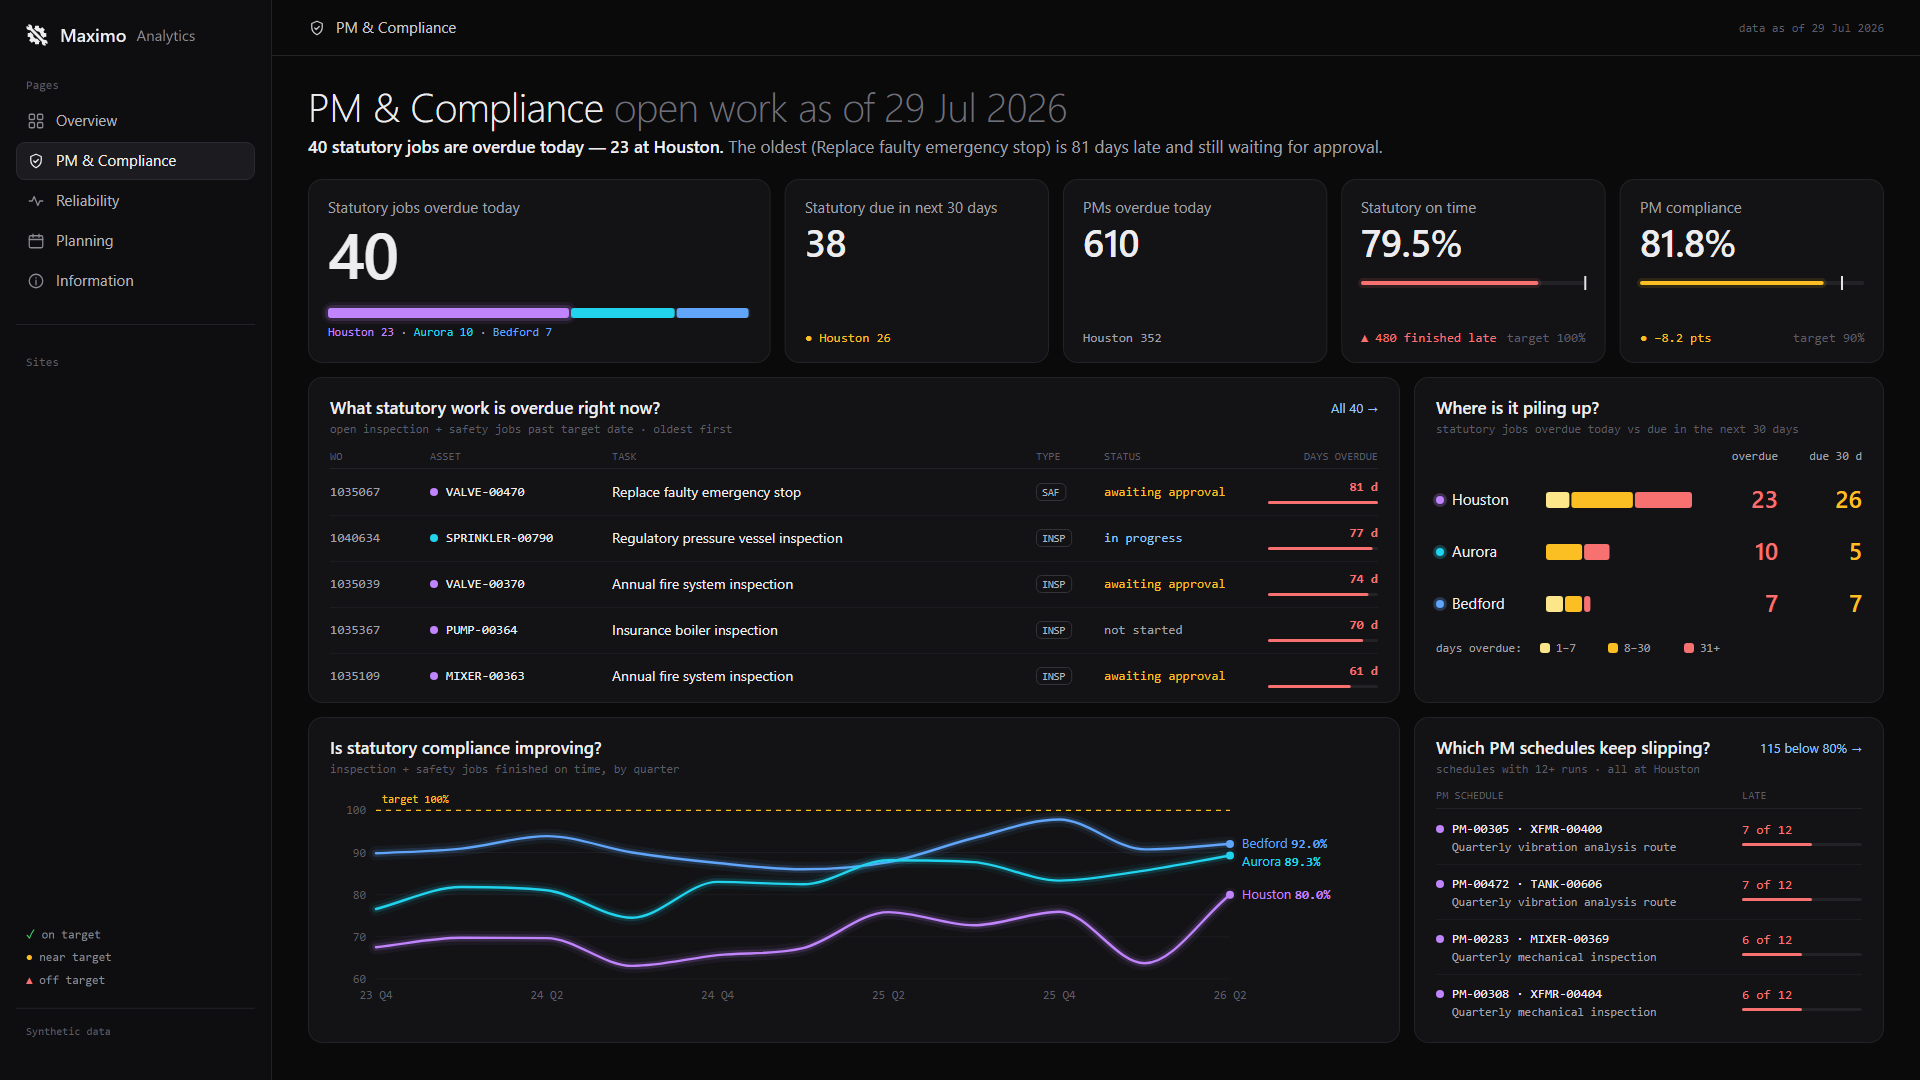 Maximo Analytics
Pages
Overview
PM & Compliance
Reliability
Planning
Information
Sites
✓ on target
● near target
▲ off target
Synthetic data
PM & Compliance
data as of 29 Jul 2026
PM & Compliance open work as of 29 Jul 2026
40 statutory jobs are overdue today — 23 at Houston. The oldest (Replace faulty emergency stop) is 81 days late and still waiting for approval.
Statutory jobs overdue today
40
Houston 23 · Aurora 10 · Bedford 7
Statutory due in next 30 days
38
● Houston 26
PMs overdue today
610
Houston 352
Statutory on time
79.5%
▲ 480 finished late target 100%
PM compliance
81.8%
● −8.2 pts target 90%
What statutory work is overdue right now? All 40 →
open inspection + safety jobs past target date · oldest first
WO ASSET TASK TYPE STATUS DAYS OVERDUE
1035067 VALVE-00470 Replace faulty emergency stop SAF awaiting approval 81 d
1040634 SPRINKLER-00790 Regulatory pressure vessel inspection INSP in progress 77 d
1035039 VALVE-00370 Annual fire system inspection INSP awaiting approval 74 d
1035367 PUMP-00364 Insurance boiler inspection INSP not started 70 d
1035109 MIXER-00363 Annual fire system inspection INSP awaiting approval 61 d
Where is it piling up?
statutory jobs overdue today vs due in the next 30 days
overdue due 30 d
Houston 23 26
Aurora 10 5
Bedford 7 7
days overdue: 1–7 8–30 31+
Is statutory compliance improving?
inspection + safety jobs finished on time, by quarter
target 100%
100
90
80
70
60
23 Q4 24 Q2 24 Q4 25 Q2 25 Q4 26 Q2
Bedford 92.0%
Aurora 89.3%
Houston 80.0%
Which PM schedules keep slipping? 115 below 80% →
schedules with 12+ runs · all at Houston
PM SCHEDULE LATE
PM-00305 · XFMR-00400 7 of 12
Quarterly vibration analysis route
PM-00472 · TANK-00606 7 of 12
Quarterly vibration analysis route
PM-00283 · MIXER-00369 6 of 12
Quarterly mechanical inspection
PM-00308 · XFMR-00404 6 of 12
Quarterly mechanical inspection